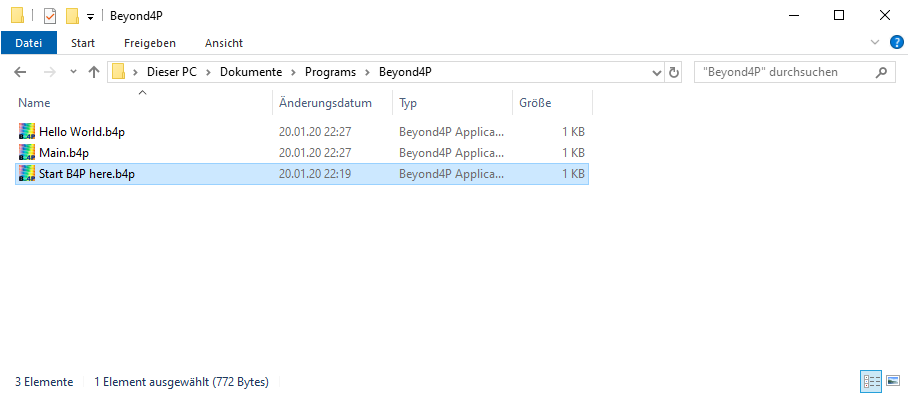 Beyond4P
Datei Start Freigeben Ansicht
Dieser PC Dokumente Programs Beyond4P "Beyond4P" durchsuchen
Name Änderungsdatum Typ Größe
Hello World.b4p 20.01.20 22:27 Beyond4P Applica... 1 KB
Main.b4p 20.01.20 22:27 Beyond4P Applica... 1 KB
Start B4P here.b4p 20.01.20 22:19 Beyond4P Applica... 1 KB
3 Elemente 1 Element ausgewählt (772 Bytes)